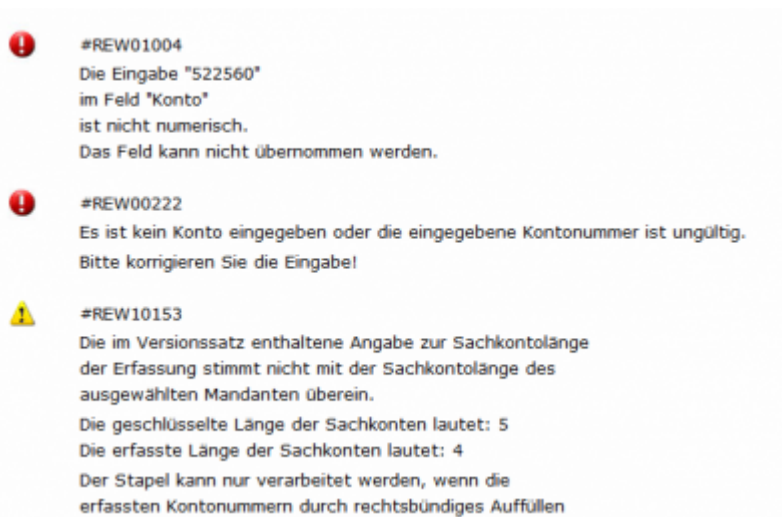 #REW01004
Die Eingabe "522560"
im Feld "Konto"
ist nicht numerisch.
Das Feld kann nicht übernommen werden.
#REW00222
Es ist kein Konto eingegeben oder die eingegebene Kontonummer ist ungültig.
Bitte korrigieren Sie die Eingabe!
#REW10153
Die im Versionssatz enthaltene Angabe zur Sachkontolänge
der Erfassung stimmt nicht mit der Sachkontolänge des
ausgewählten Mandanten überein.
Die geschlüsselte Länge der Sachkonten lautet: 5
Die erfasste Länge der Sachkonten lautet: 4
Der Stapel kann nur verarbeitet werden, wenn die
erfassten Kontonummern durch rechtsbündiges Auffüllen